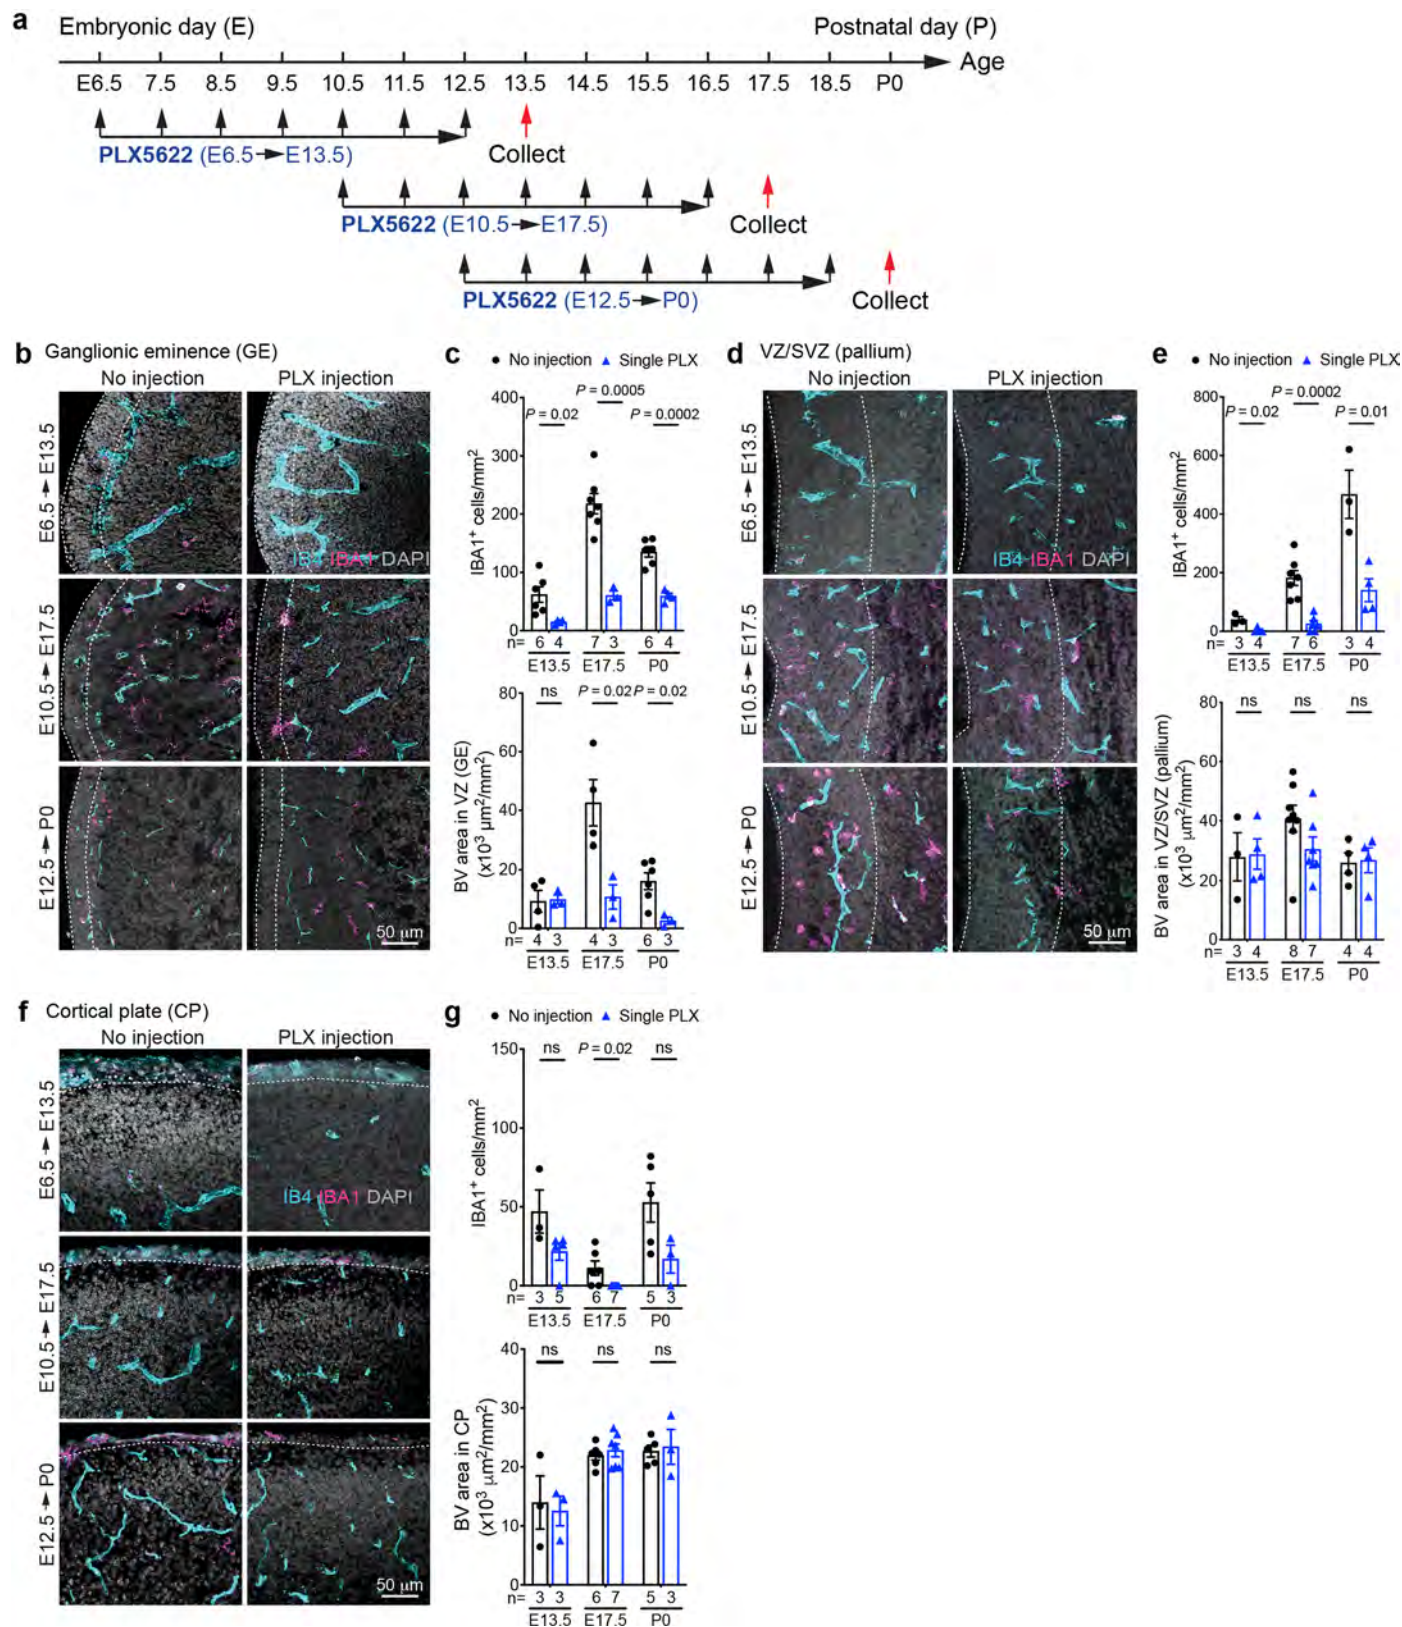 a
Embryonic day (E) Postnatal day (P)
Age
E6.5 7.5 8.5 9.5 10.5 11.5 12.5 13.5 14.5 15.5 16.5 17.5 18.5 P0
PLX5622 (E6.5→E13.5) Collect
PLX5622 (E10.5→E17.5) Collect
PLX5622 (E12.5→P0) Collect
b Ganglionic eminence (GE)
No injection PLX injection
E6.5→E13.5
IB4 IBA1 DAPI
E10.5→E17.5
E12.5→P0
50 μm
c
No injection Single PLX
P = 0.0005
P = 0.02 P = 0.0002
IBA1+ cells/mm2
400
300
200
100
0
n= 6 4 7 3 6 4
E13.5 E17.5 P0
ns P = 0.02 P = 0.02
BV area in VZ (GE)
(x10³ μm²/mm²)
80
60
40
20
0
n= 4 3 4 3 6 3
E13.5 E17.5 P0
d VZ/SVZ (pallium)
No injection PLX injection
E6.5→E13.5
IB4 IBA1 DAPI
E10.5→E17.5
E12.5→P0
50 μm
e
No injection Single PLX
P = 0.0002
P = 0.02 P = 0.01
IBA1+ cells/mm²
800
600
400
200
0
n= 3 4 7 6 3 4
E13.5 E17.5 P0
ns ns ns
BV area in VZ/SVZ (pallium)
(x10³ μm²/mm²)
80
60
40
20
0
n= 3 4 8 7 4 4
E13.5 E17.5 P0
f Cortical plate (CP)
No injection PLX injection
E6.5→E13.5
IB4 IBA1 DAPI
E10.5→E17.5
E12.5→P0
50 μm
g
No injection Single PLX
ns P = 0.02 ns
IBA1+ cells/mm²
150
100
50
0
n= 3 5 6 7 5 3
E13.5 E17.5 P0
ns ns ns
BV area in CP
(x10³ μm²/mm²)
40
30
20
10
0
n= 3 3 6 7 5 3
E13.5 E17.5 P0